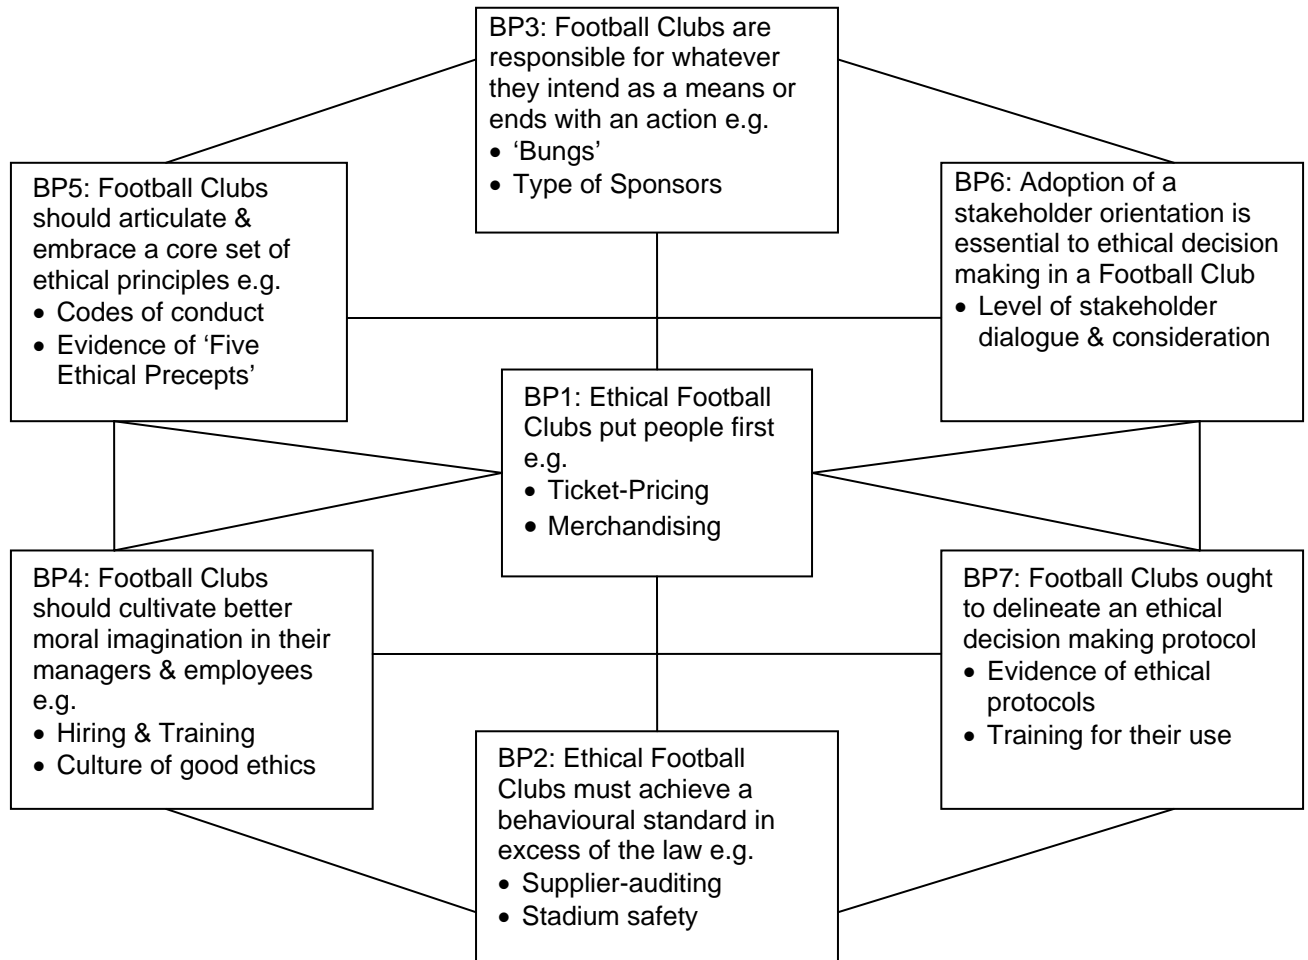 BP3: Football Clubs are
responsible for whatever
they intend as a means or
ends with an action e.g.
• ‘Bungs’
• Type of Sponsors
BP5: Football Clubs
should articulate &
embrace a core set of
ethical principles e.g.
• Codes of conduct
• Evidence of ‘Five
Ethical Precepts’
BP6: Adoption of a
stakeholder orientation is
essential to ethical decision
making in a Football Club
• Level of stakeholder
dialogue & consideration
BP1: Ethical Football
Clubs put people first
e.g.
• Ticket-Pricing
• Merchandising
BP4: Football Clubs
should cultivate better
moral imagination in their
managers & employees
e.g.
• Hiring & Training
• Culture of good ethics
BP7: Football Clubs ought
to delineate an ethical
decision making protocol
• Evidence of ethical
protocols
• Training for their use
BP2: Ethical Football
Clubs must achieve a
behavioural standard in
excess of the law e.g.
• Supplier-auditing
• Stadium safety